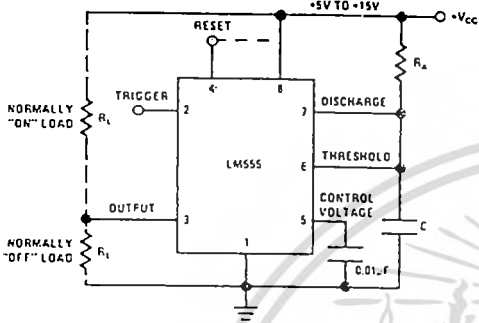 +5V TO +15V
+VCC
RESET
RA
4
8
TRIGGER
2
7
DISCHARGE
NORMALLY
"ON" LOAD
RL
LM555
6
THRESHOLD
CONTROL
VOLTAGE
OUTPUT
3
5
C
1
NORMALLY
"OFF" LOAD
RL
0.01µF